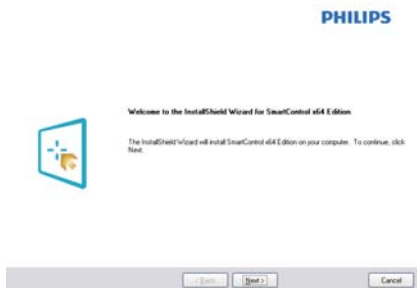 PHILIPS
Welcome to the InstallShield Wizard for SmartControl x64 Edition
The InstallShield Wizard will install SmartControl x64 Edition on your computer. To continue, click
Next.
< Back
Next >
Cancel